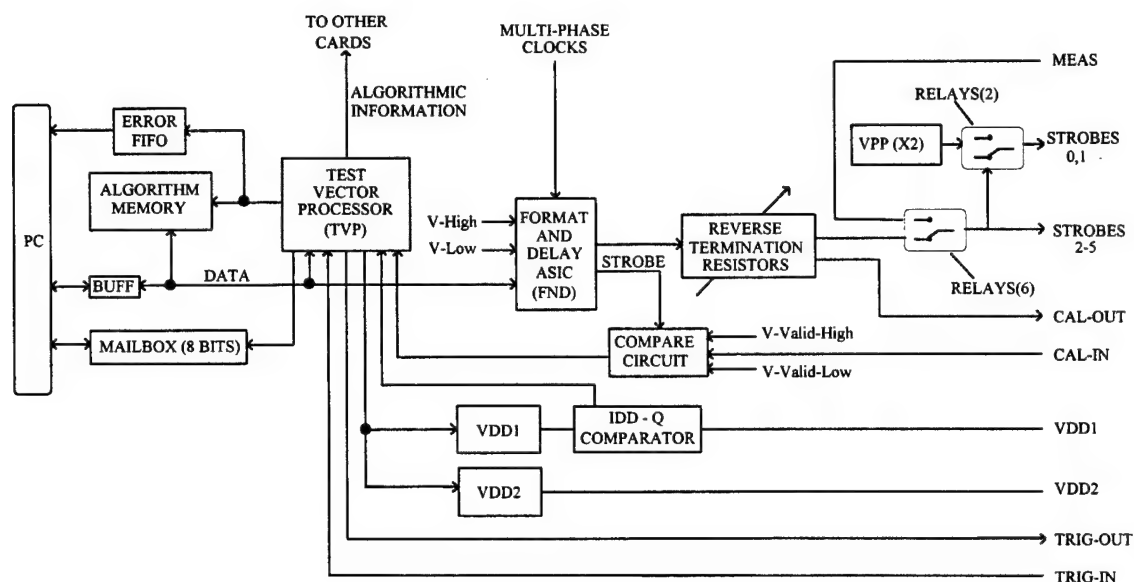 TO OTHER
CARDS
MULTI-PHASE
CLOCKS
ALGORITHMIC
INFORMATION
MEAS
RELAYS(2)
ERROR
FIFO
VPP (X2)
STROBES
0,1
ALGORITHM
MEMORY
TEST
VECTOR
PROCESSOR
(TVP)
V-High
V-Low
FORMAT
AND
DELAY
ASIC
(FND)
REVERSE
TERMINATION
RESISTORS
STROBES
2-5
PC
STROBE
BUFF
DATA
RELAYS(6)
CAL-OUT
MAILBOX (8 BITS)
COMPARE
CIRCUIT
V-Valid-High
V-Valid-Low
CAL-IN
VDD1
IDD - Q
COMPARATOR
VDD1
VDD2
VDD2
TRIG-OUT
TRIG-IN